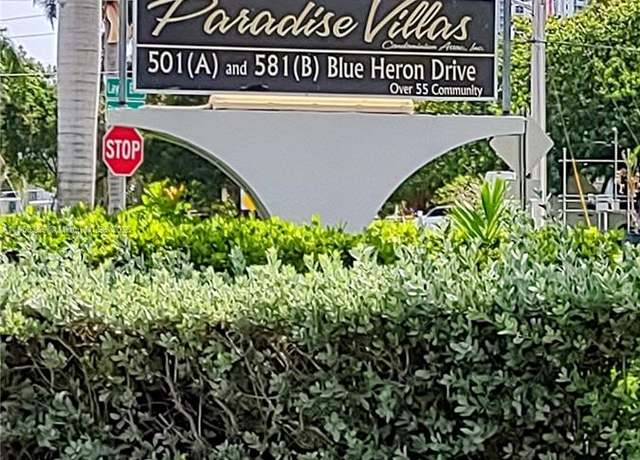 Paradise Villas
Condominium Assoc., Inc.
501(A) and 581(B) Blue Heron Drive
Over 55 Community
STOP